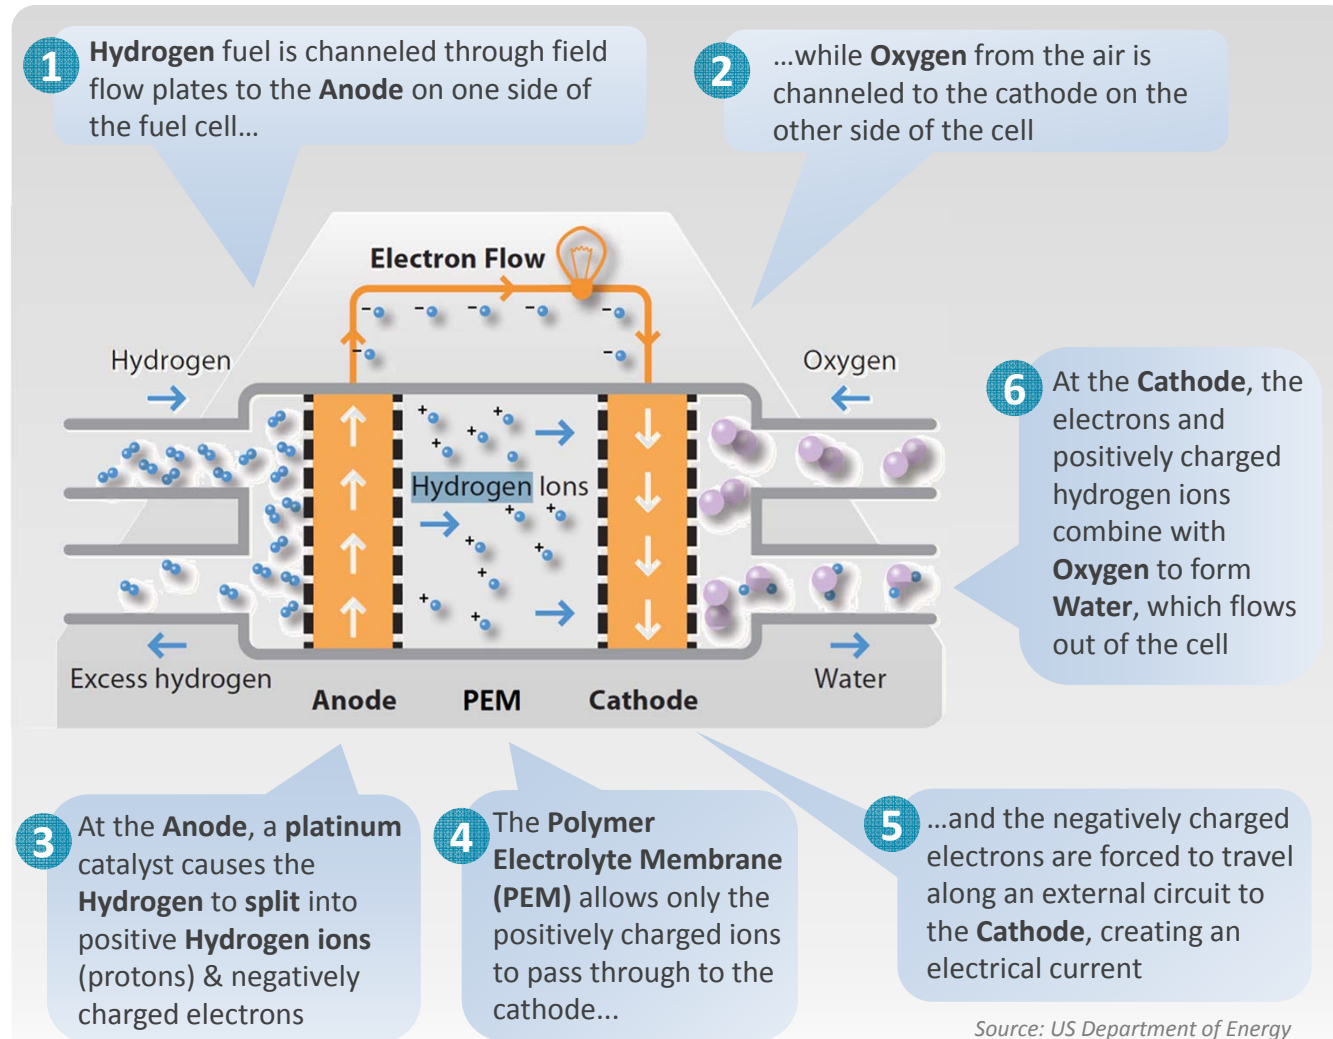 1
Hydrogen fuel is channeled through field
flow plates to the Anode on one side of
the fuel cell...
2
...while Oxygen from the air is
channeled to the cathode on the
other side of the cell
Electron Flow
Hydrogen
Oxygen
Hydrogen Ions
Excess hydrogen
Water
Anode
PEM
Cathode
3
At the Anode, a platinum
catalyst causes the
Hydrogen to split into
positive Hydrogen ions
(protons) & negatively
charged electrons
4
The Polymer
Electrolyte Membrane
(PEM) allows only the
positively charged ions
to pass through to the
cathode...
5
...and the negatively charged
electrons are forced to travel
along an external circuit to
the Cathode, creating an
electrical current
6
At the Cathode, the
electrons and
positively charged
hydrogen ions
combine with
Oxygen to form
Water, which flows
out of the cell
Source: US Department of Energy